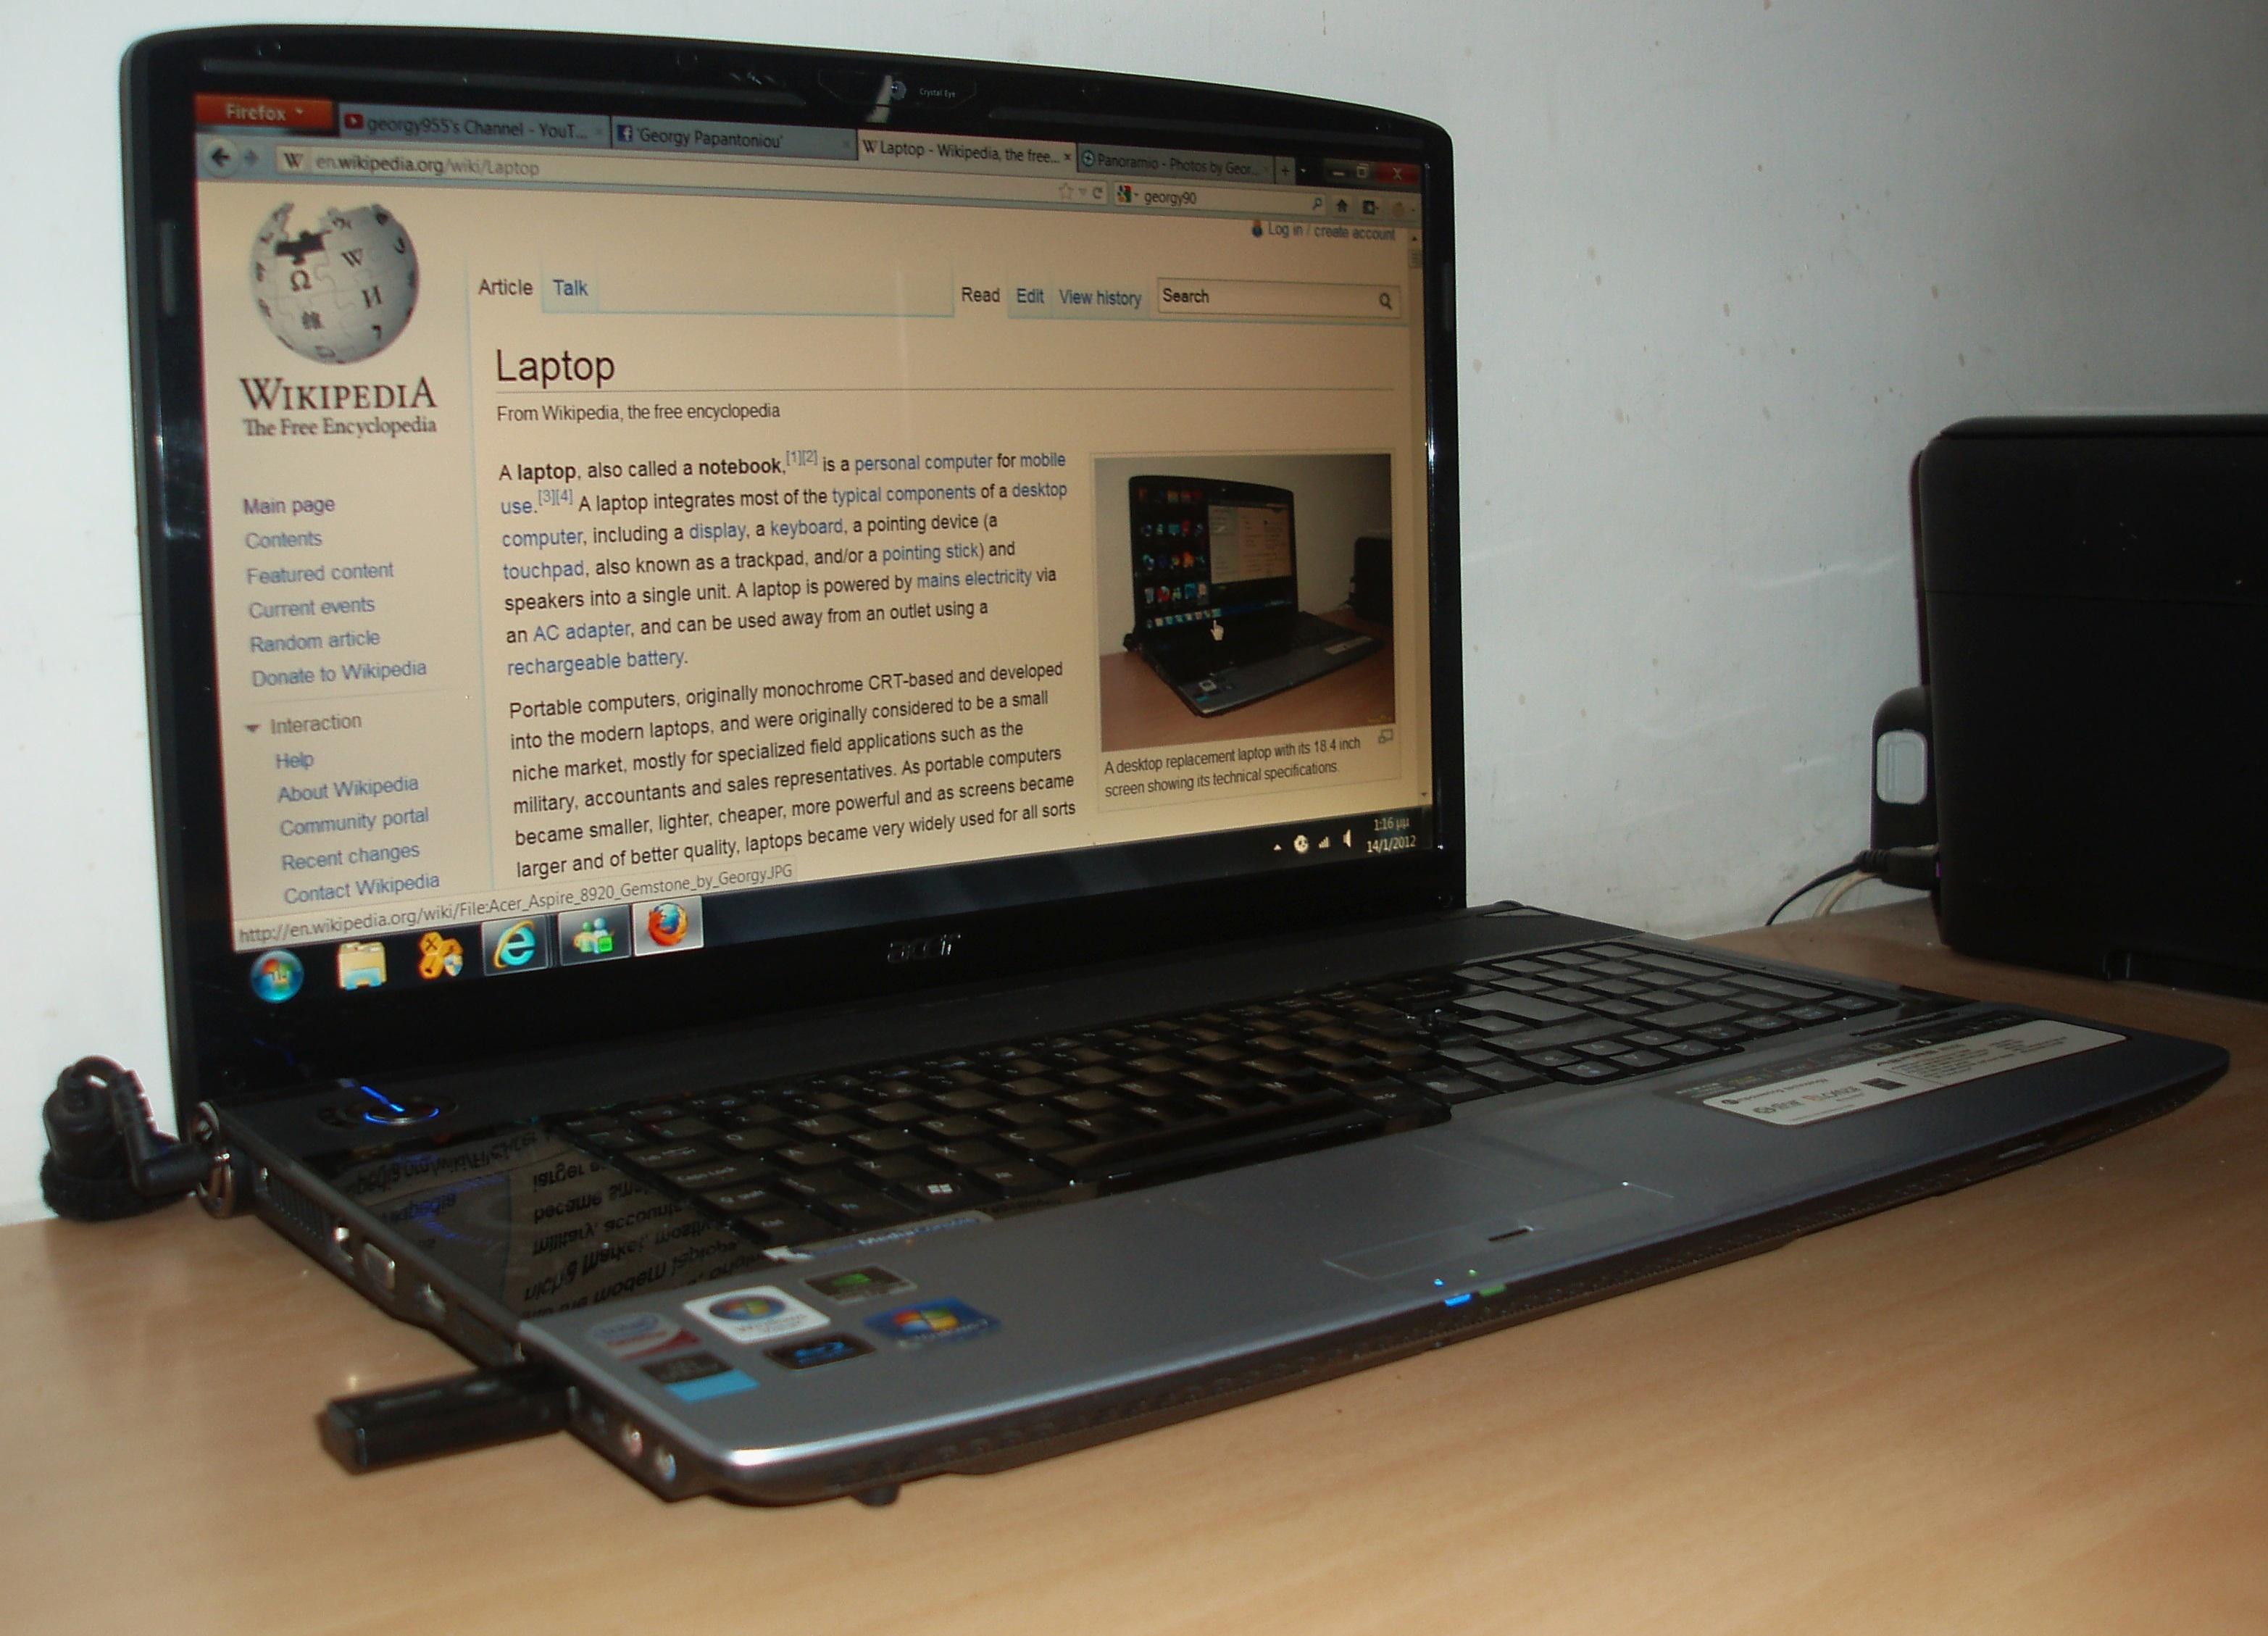 Crystal Eye
Firefox
georgy955's Channel - YouT...
'Georgy Papantoniou'
W Laptop - Wikipedia, the free...
Panoramio - Photos by Geor...
W en.wikipedia.org/wiki/Laptop
georgy90
Log in / create account
Article Talk
Read Edit View history Search
WIKIPEDIA
The Free Encyclopedia
Main page
Contents
Featured content
Current events
Random article
Donate to Wikipedia
Interaction
Help
About Wikipedia
Community portal
Recent changes
Contact Wikipedia
Laptop
From Wikipedia, the free encyclopedia
A laptop, also called a notebook,[1][2] is a personal computer for mobile
use.[3][4] A laptop integrates most of the typical components of a desktop
computer, including a display, a keyboard, a pointing device (a
touchpad, also known as a trackpad, and/or a pointing stick) and
speakers into a single unit. A laptop is powered by mains electricity via
an AC adapter, and can be used away from an outlet using a
rechargeable battery.
Portable computers, originally monochrome CRT-based and developed
into the modern laptops, and were originally considered to be a small
niche market, mostly for specialized field applications such as the
military, accountants and sales representatives. As portable computers
became smaller, lighter, cheaper, more powerful and as screens became
larger and of better quality, laptops became very widely used for all sorts
A desktop replacement laptop with its 18.4 inch
screen showing its technical specifications.
http://en.wikipedia.org/wiki/File:Acer_Aspire_8920_Gemstone_by_Georgy.JPG
1:16 μμ
14/1/2012
acer